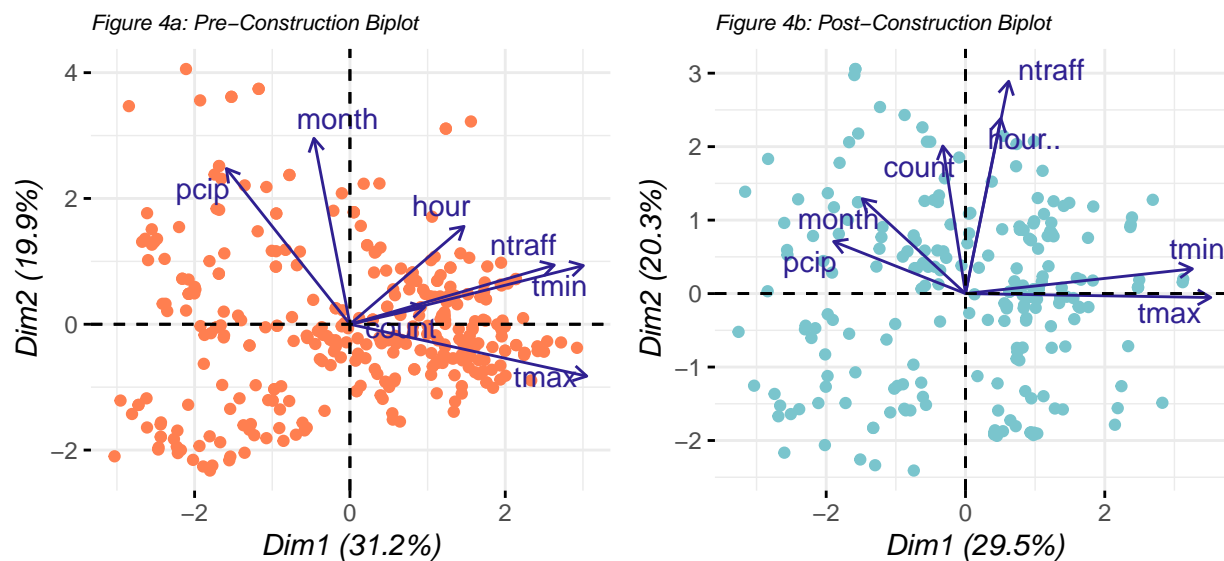 Figure 4a: Pre−Construction Biplot
4
2
0
−2
−2
0
2
Dim2 (19.9%)
Dim1 (31.2%)
month
pcip
hour
ntraff
tmin
count
tmax
Figure 4b: Post−Construction Biplot
3
2
1
0
−1
−2
−2
0
2
Dim2 (20.3%)
Dim1 (29.5%)
ntraff
hour..
count
month
pcip
tmin
tmax